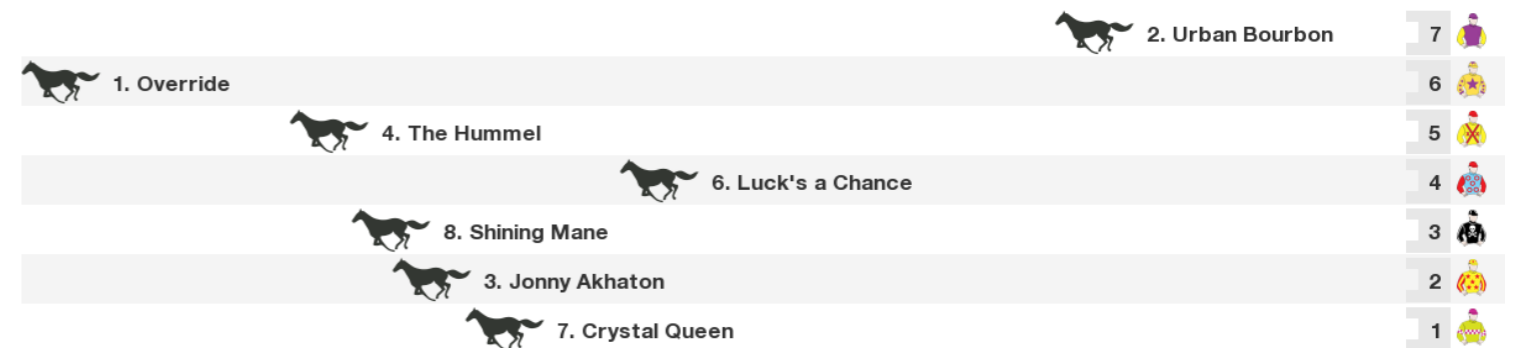 2. Urban Bourbon 7
1. Override 6
4. The Hummel 5
6. Luck's a Chance 4
8. Shining Mane 3
3. Jonny Akhaton 2
7. Crystal Queen 1